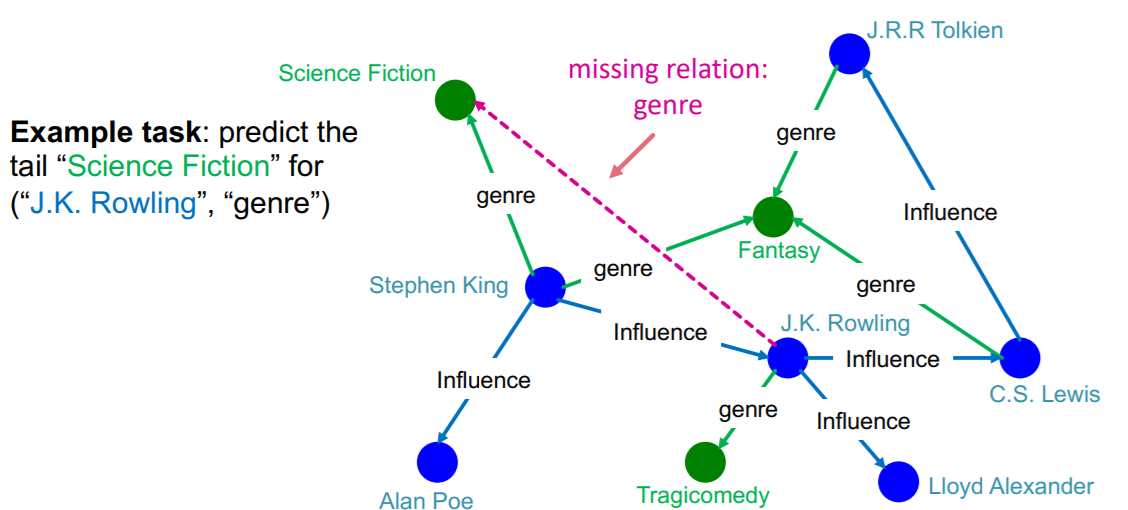 J.R.R Tolkien
Science Fiction
missing relation:
genre
Example task: predict the
tail “Science Fiction” for
(“J.K. Rowling”, “genre”)
genre
genre
Influence
Fantasy
genre
Stephen King
genre
J.K. Rowling
Influence
Influence
C.S. Lewis
Influence
genre
Influence
Alan Poe
Tragicomedy
Lloyd Alexander